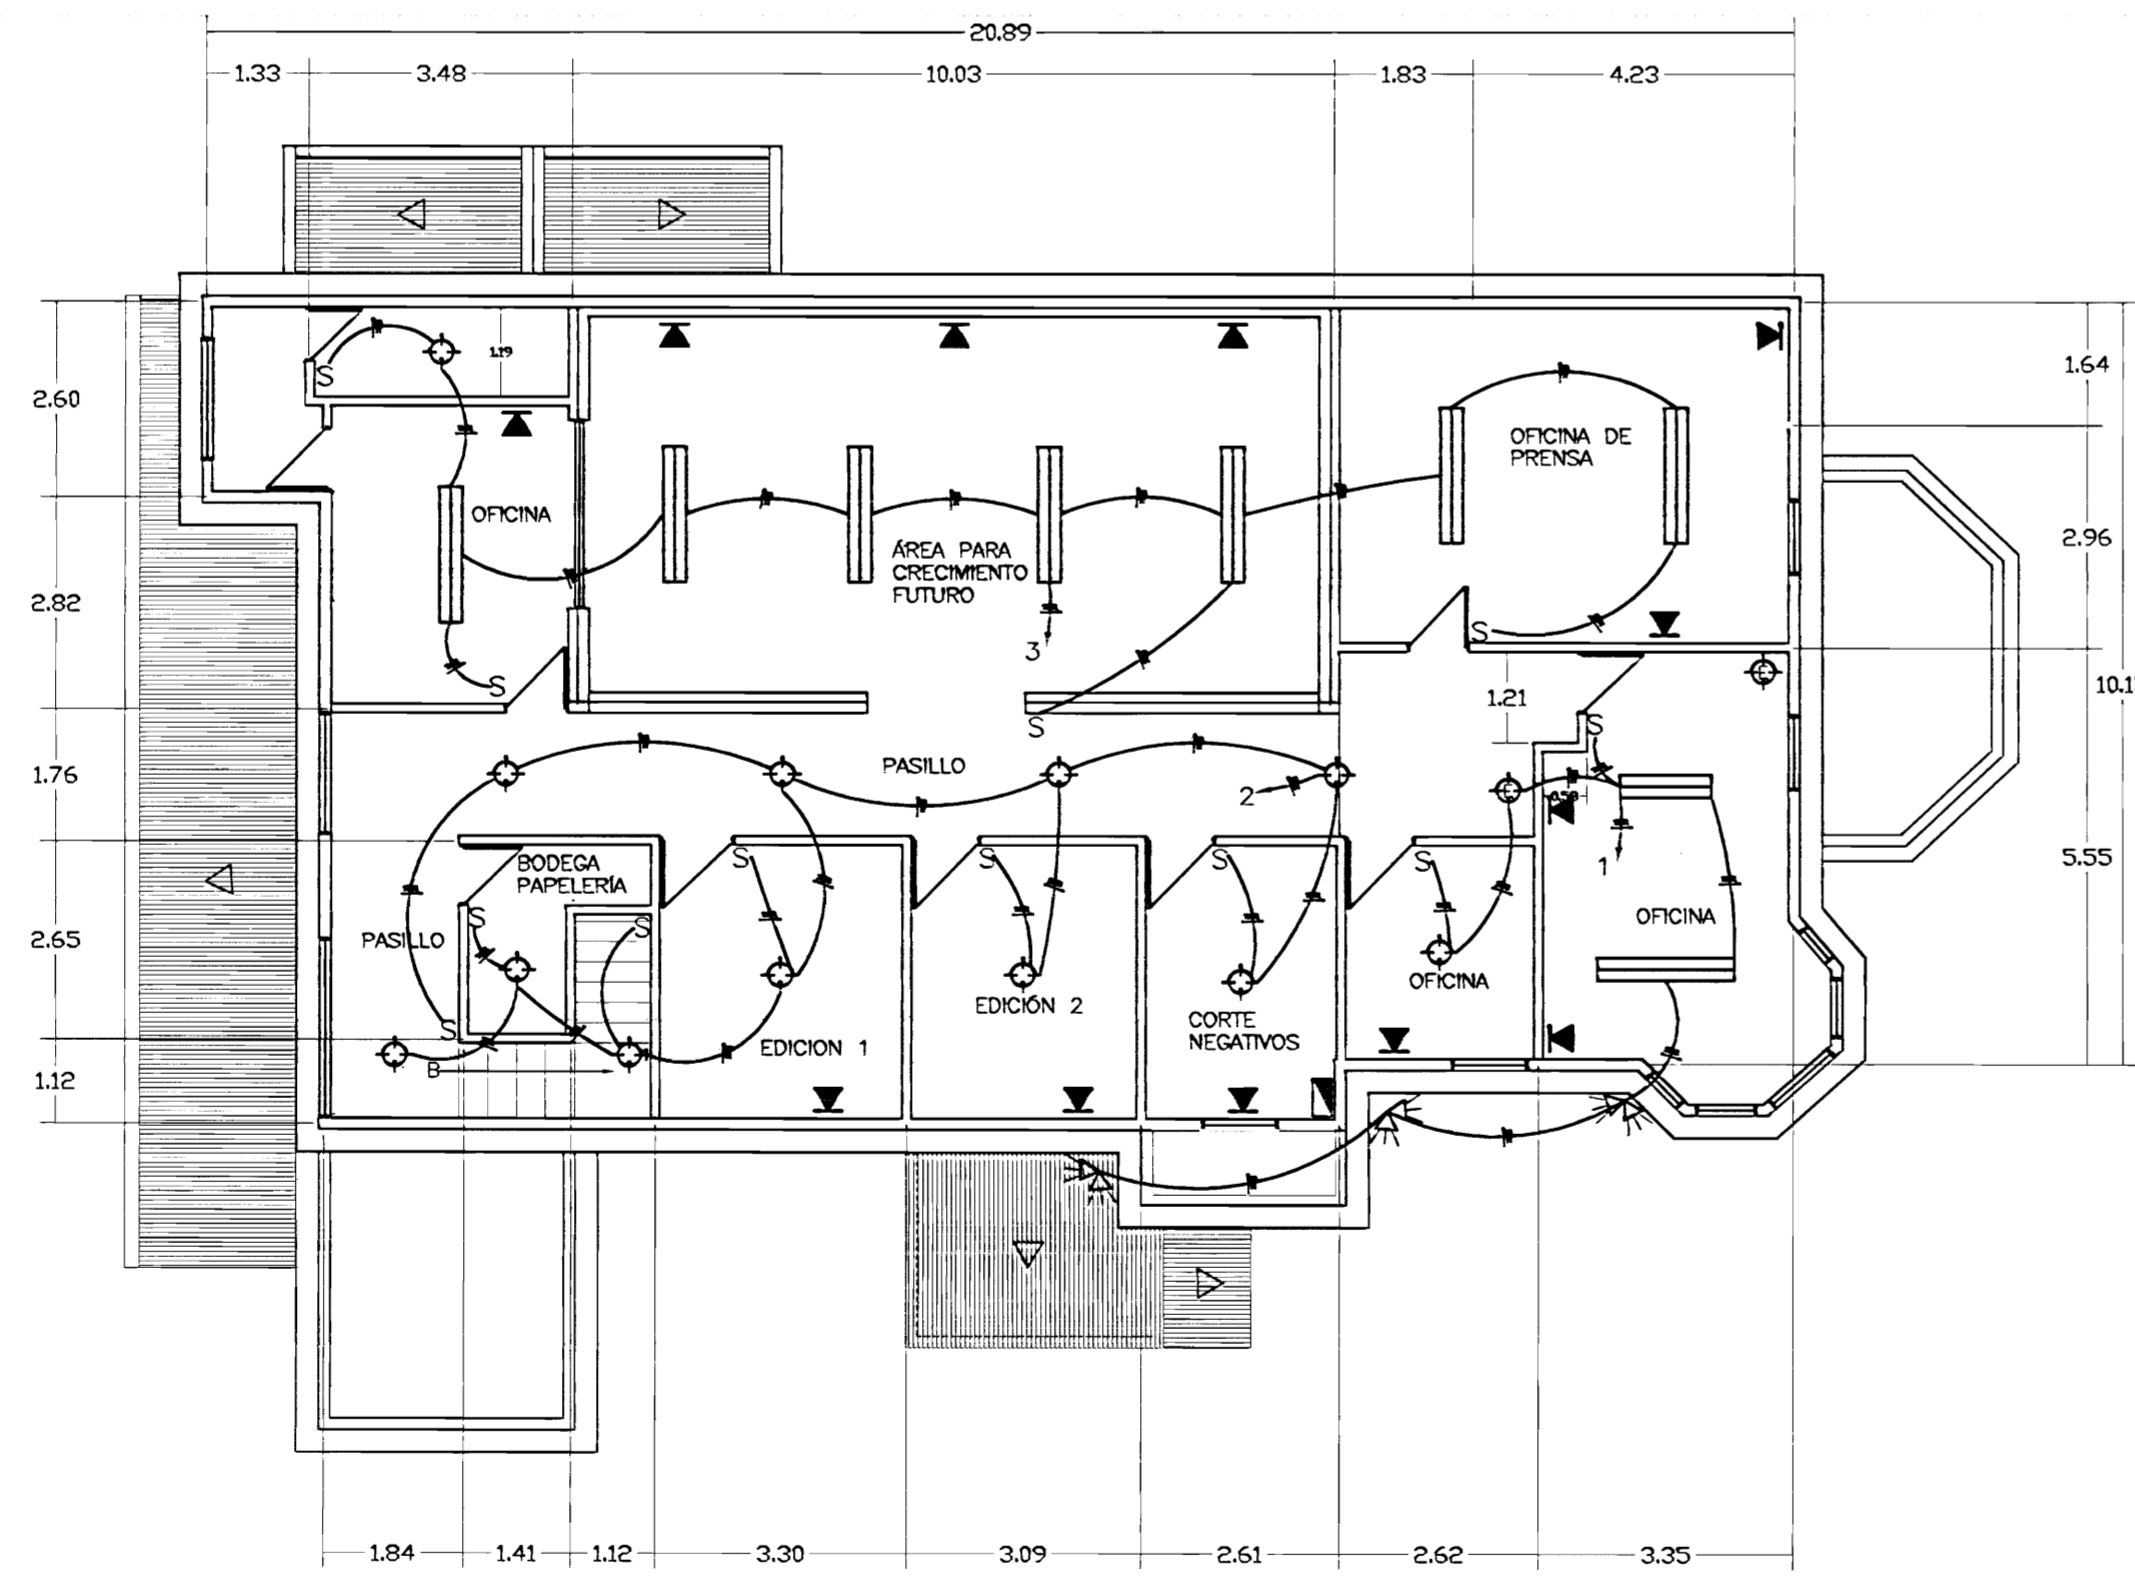 20.89
1.33 3.48 10.03 1.83 4.23
1.19
S
2.60
1.64
OFICINA DE
PRENSA
OFICINA
2.96
ÁREA PARA
CRECIMIENTO
FUTURO
2.82
3
S
S
S
1.21
S
1.76
PASILLO
2
0.50
1
5.55
BODEGA
PAPELERÍA
S
S
S
S
S
S
2.65
PASILLO
OFICINA
OFICINA
EDICIÓN 2
CORTE
NEGATIVOS
S
EDICION 1
B
1.12
1.84 1.41 1.12 3.30 3.09 2.61 2.62 3.35